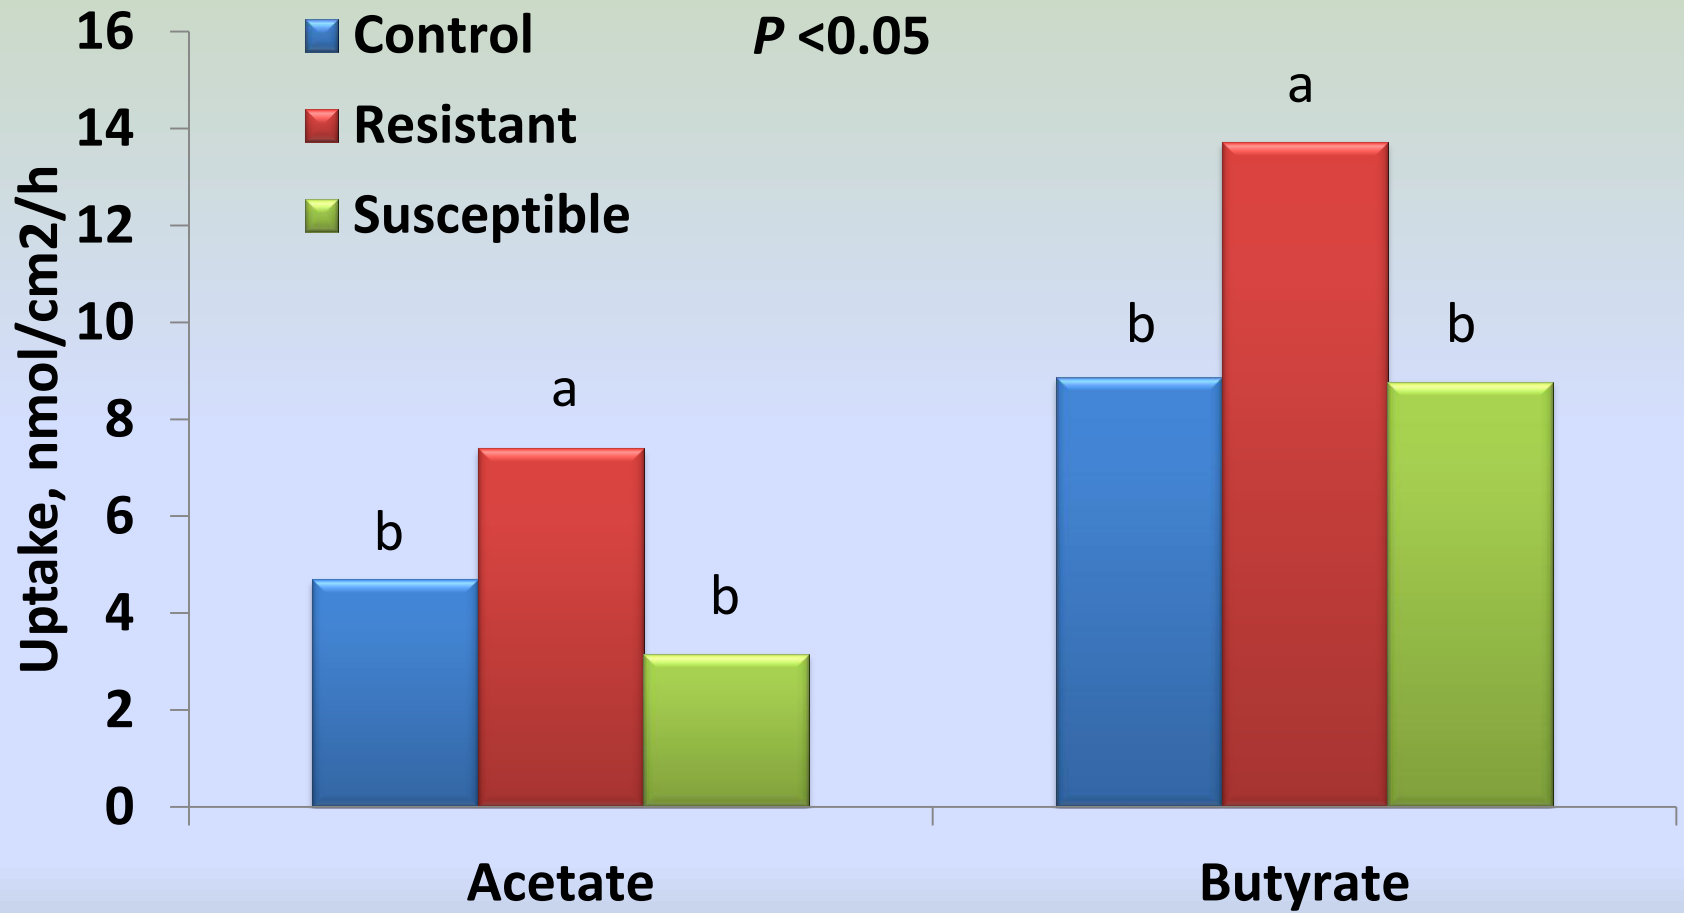 Control
P <0.05
Resistant
Susceptible
Uptake, nmol/cm2/h
16
14
12
10
8
6
4
2
0
b
a
b
b
a
b
Acetate
Butyrate